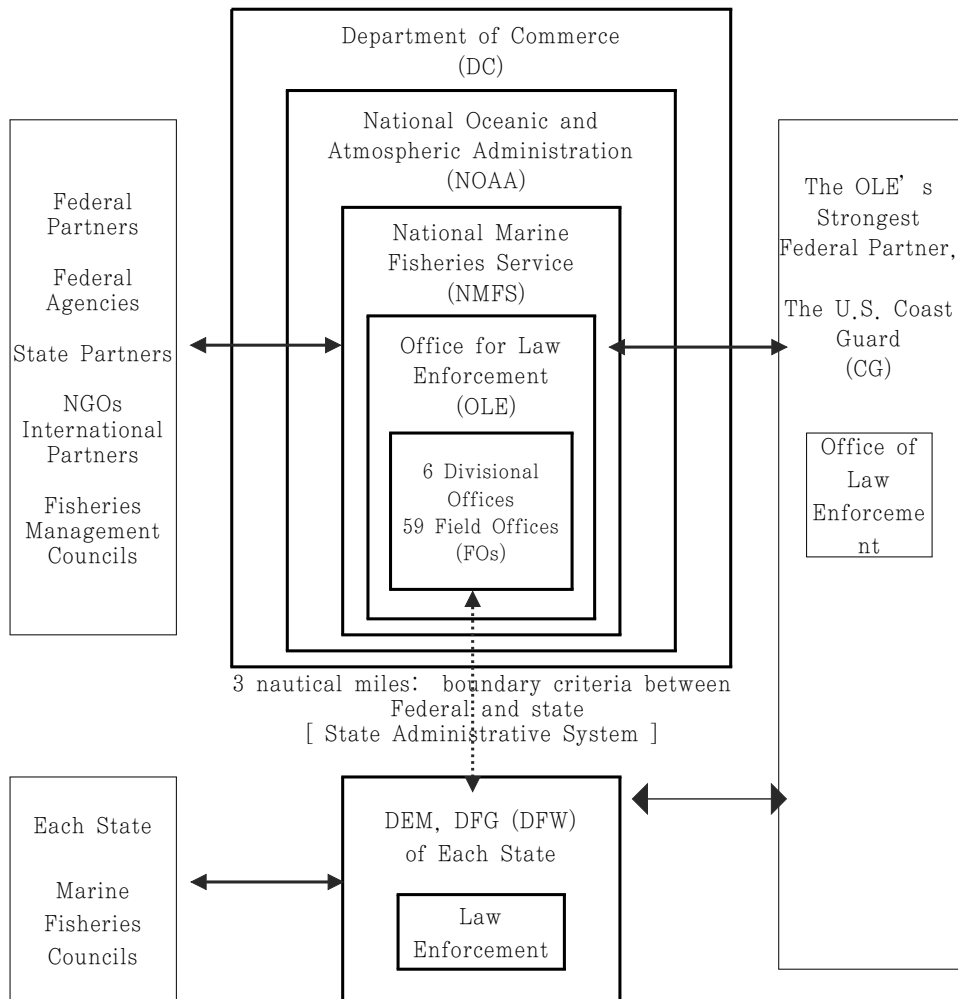 Department of Commerce
(DC)
National Oceanic and
Atmospheric Administration
(NOAA)
National Marine
Fisheries Service
(NMFS)
Office for Law
Enforcement
(OLE)
6 Divisional
Offices
59 Field Offices
(FOs)
Federal
Partners
Federal
Agencies
State Partners
NGOs
International
Partners
Fisheries
Management
Councils
The OLE's
Strongest
Federal Partner,
The U.S. Coast
Guard
(CG)
Office of
Law
Enforceme
nt
3 nautical miles: boundary criteria between
Federal and state
[ State Administrative System ]
Each State
Marine
Fisheries
Councils
DEM, DFG (DFW)
of Each State
Law
Enforcement